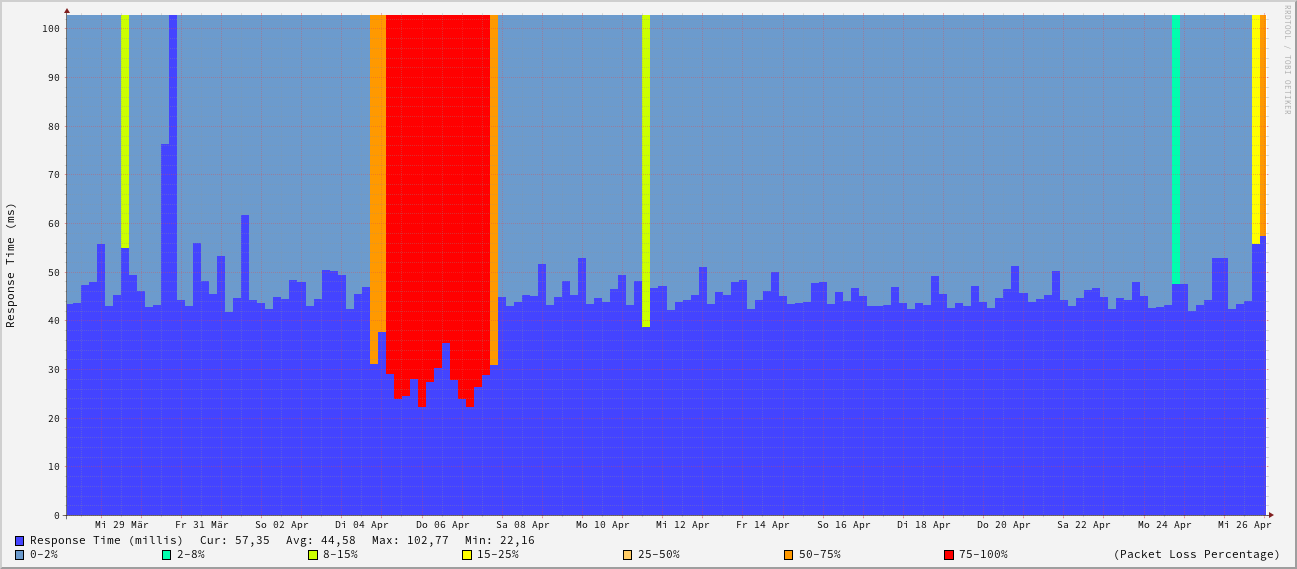 RRDTOOL / TOBI OETIKER
Response Time (ms)
100
90
80
70
60
50
40
30
20
10
0
Mi 29 Mär Fr 31 Mär So 02 Apr Di 04 Apr Do 06 Apr Sa 08 Apr Mo 10 Apr Mi 12 Apr Fr 14 Apr So 16 Apr Di 18 Apr Do 20 Apr Sa 22 Apr Mo 24 Apr Mi 26 Apr
Response Time (millis) Cur: 57,35 Avg: 44,58 Max: 102,77 Min: 22,16
0-2% 2-8% 8-15% 15-25% 25-50% 50-75% 75-100% (Packet Loss Percentage)